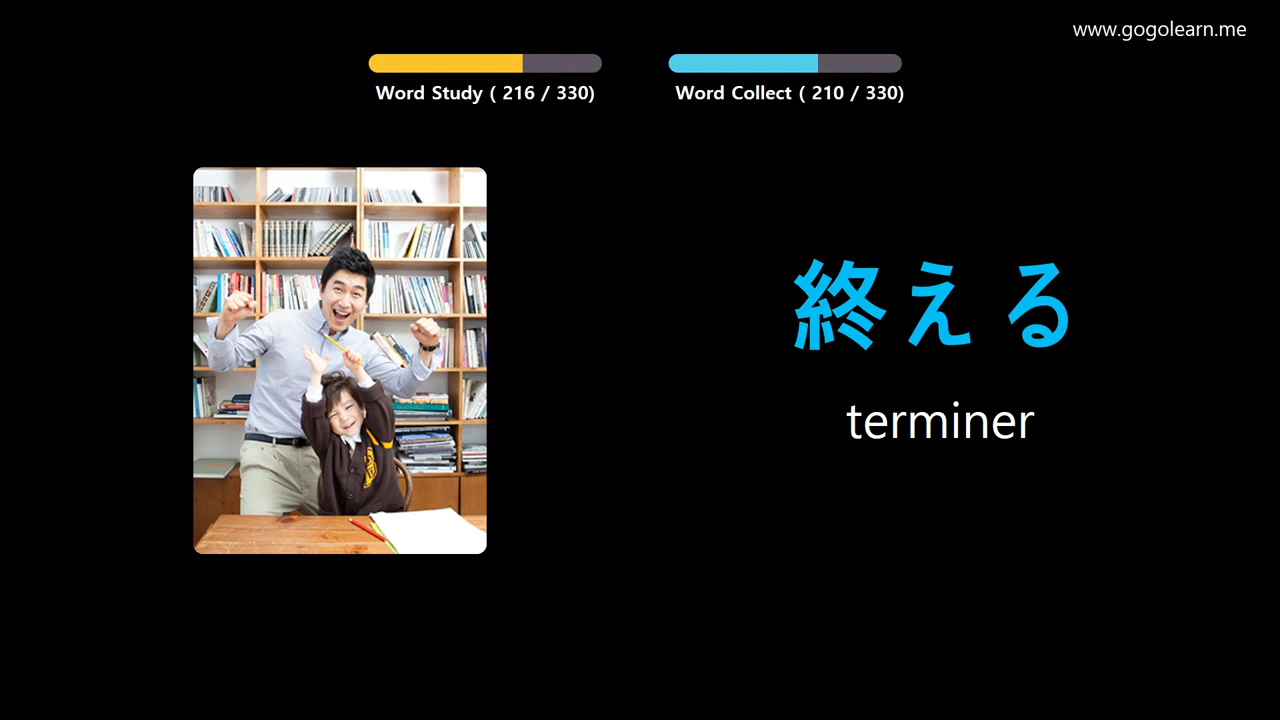 www.gogolearn.me
Word Study ( 216 / 330)
Word Collect ( 210 / 330)
終える
terminer